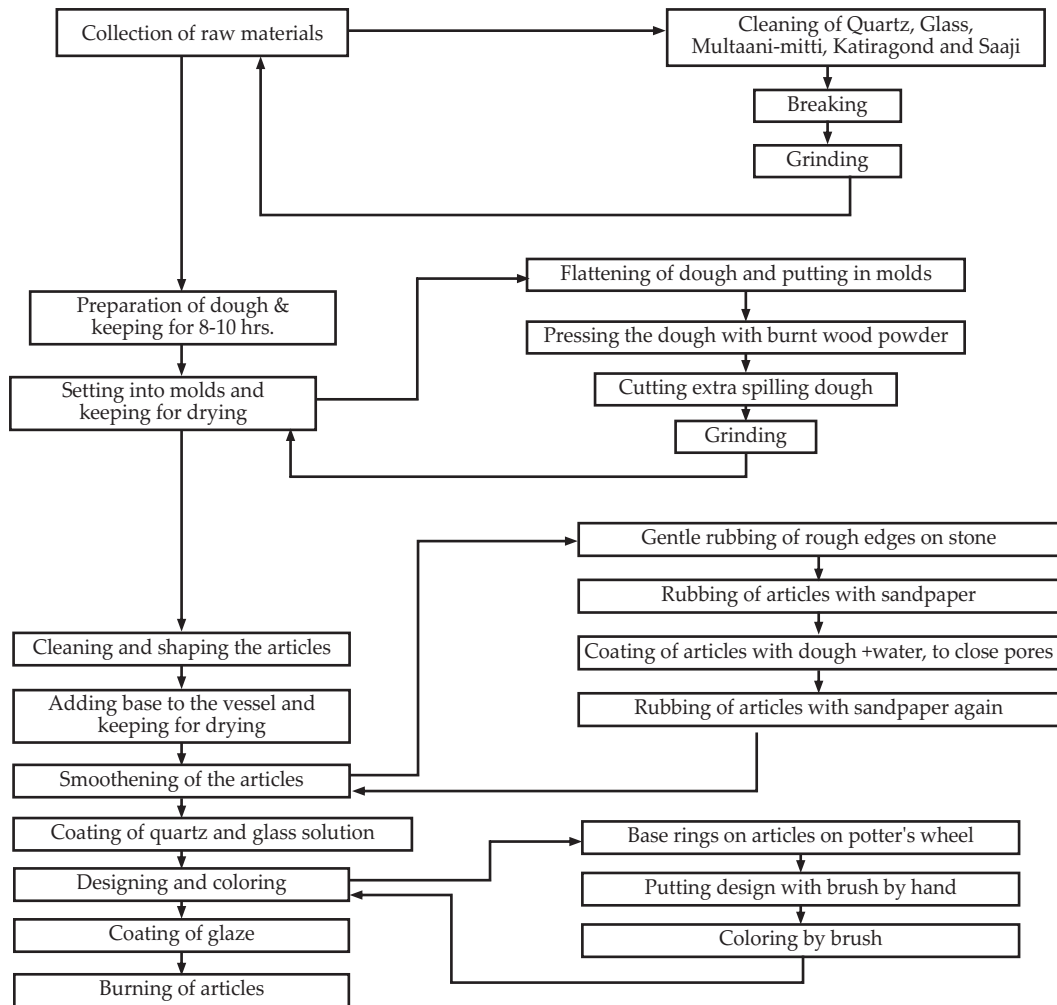 Collection of raw materials
Cleaning of Quartz, Glass,
Multaani-mitti, Katiragond and Saaji
Breaking
Grinding
Preparation of dough &
keeping for 8-10 hrs.
Setting into molds and
keeping for drying
Flattening of dough and putting in molds
Pressing the dough with burnt wood powder
Cutting extra spilling dough
Grinding
Cleaning and shaping the articles
Adding base to the vessel and
keeping for drying
Smoothening of the articles
Gentle rubbing of rough edges on stone
Rubbing of articles with sandpaper
Coating of articles with dough +water, to close pores
Rubbing of articles with sandpaper again
Coating of quartz and glass solution
Designing and coloring
Base rings on articles on potter's wheel
Putting design with brush by hand
Coloring by brush
Coating of glaze
Burning of articles